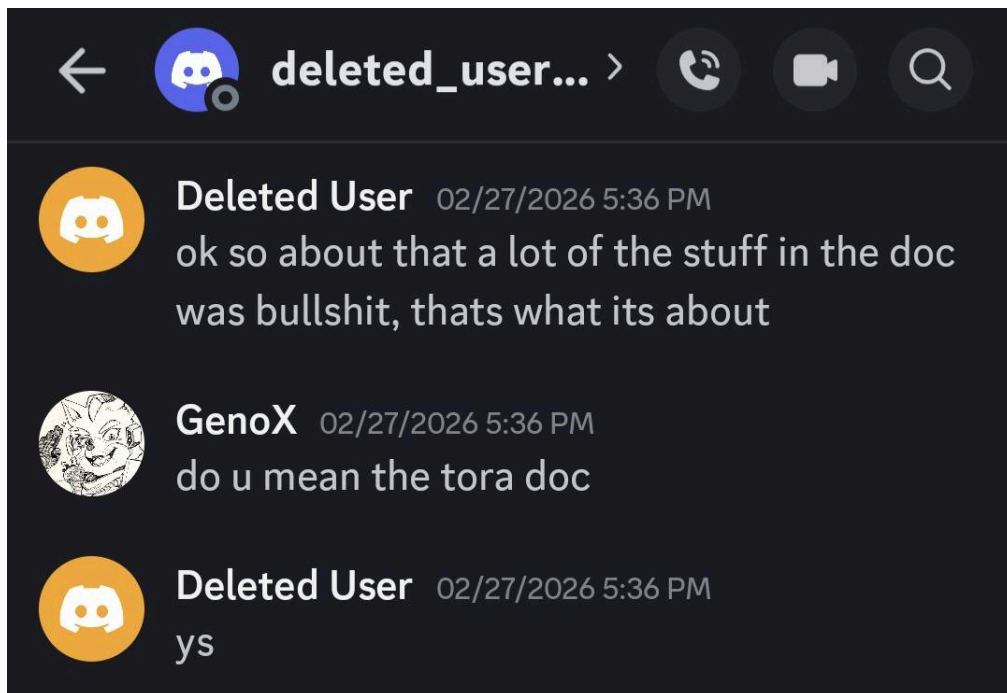 deleted_user... >
Deleted User 02/27/2026 5:36 PM
ok so about that a lot of the stuff in the doc
was bullshit, thats what its about
GenoX 02/27/2026 5:36 PM
do u mean the tora doc
Deleted User 02/27/2026 5:36 PM
ys